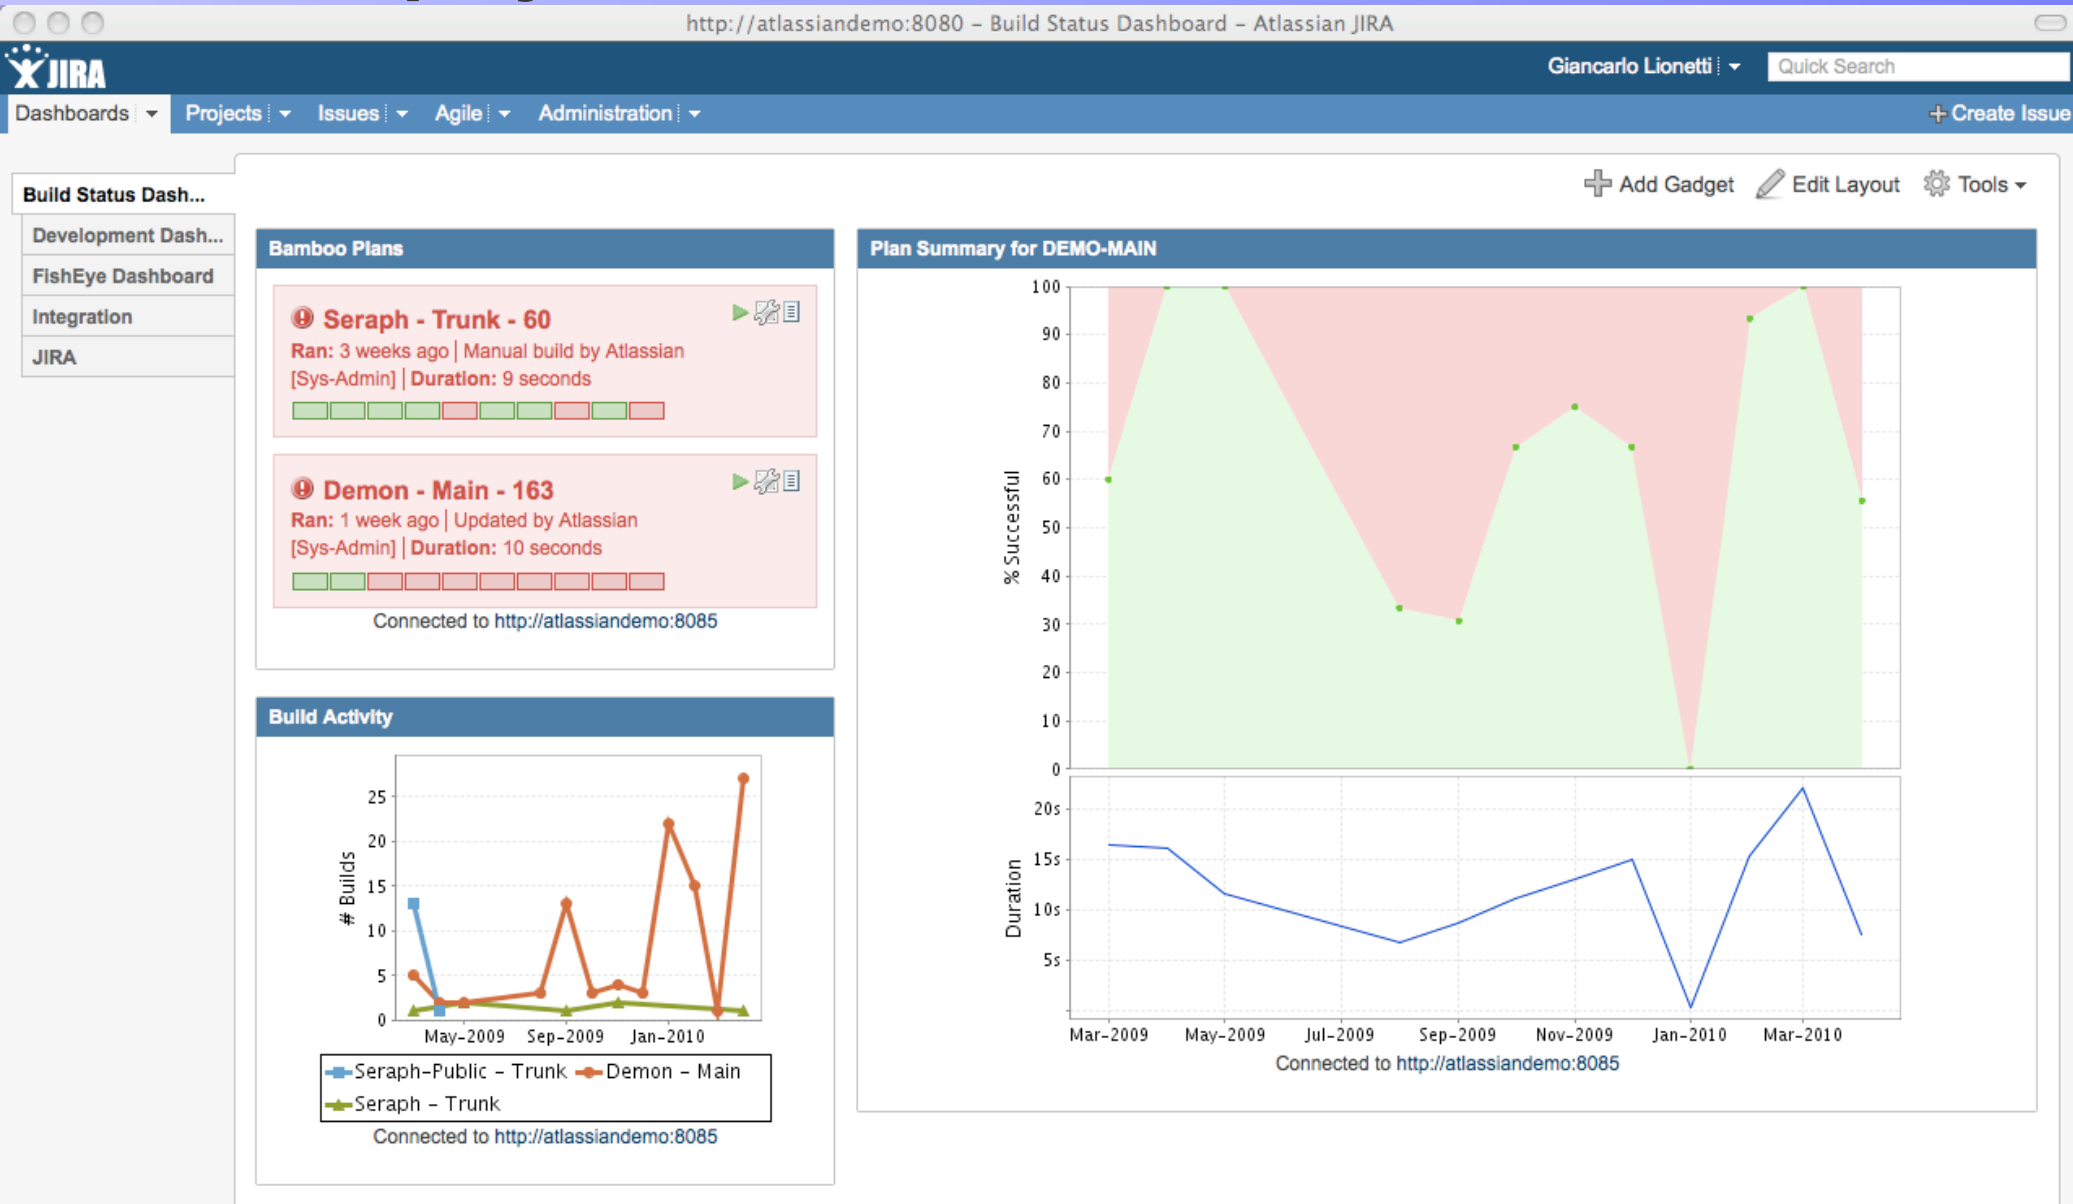 http://atlassiandemo:8080 – Build Status Dashboard – Atlassian JIRA
JIRA
Giancarlo Lionetti
Quick Search
Dashboards
Projects
Issues
Agile
Administration
Create Issue
Add Gadget
Edit Layout
Tools
Build Status Dash...
Development Dash...
FishEye Dashboard
Integration
JIRA
Bamboo Plans
Seraph - Trunk - 60
Ran: 3 weeks ago | Manual build by Atlassian
[Sys-Admin] | Duration: 9 seconds
Demon - Main - 163
Ran: 1 week ago | Updated by Atlassian
[Sys-Admin] | Duration: 10 seconds
Connected to http://atlassiandemo:8085
Build Activity
# Builds
25
20
15
10
5
0
May-2009 Sep-2009 Jan-2010
Seraph-Public - Trunk Demon - Main
Seraph - Trunk
Connected to http://atlassiandemo:8085
Plan Summary for DEMO-MAIN
% Successful
100
90
80
70
60
50
40
30
20
10
0
Duration
20s
15s
10s
5s
Mar-2009 May-2009 Jul-2009 Sep-2009 Nov-2009 Jan-2010 Mar-2010
Connected to http://atlassiandemo:8085